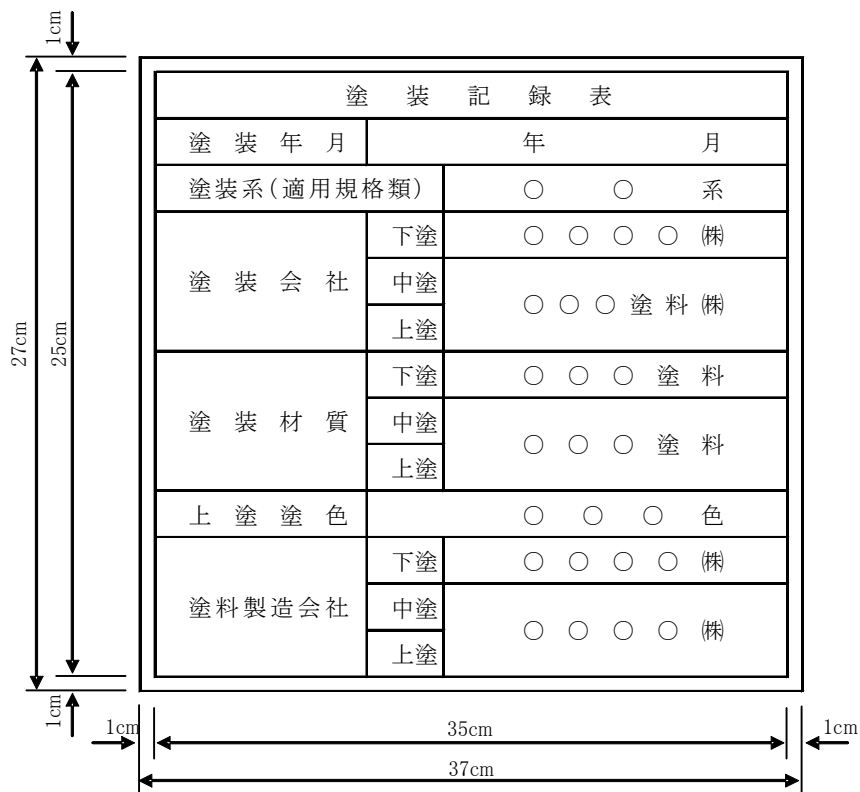 1cm
塗装記録表
塗装年月 年 月
塗装系(適用規格類) ○○系
塗装会社 下塗 ○○○○㈱
中塗 ○○○塗料㈱
上塗
塗装材質 下塗 ○○○塗料
中塗 ○○○塗料
上塗
上塗塗色 ○○○色
塗料製造会社 下塗 ○○○○㈱
中塗 ○○○○㈱
上塗
27cm
25cm
1cm
1cm 35cm 1cm
37cm